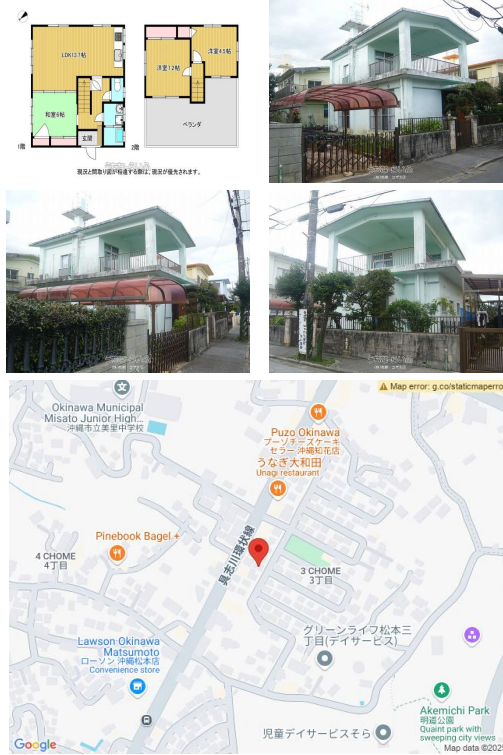 洋室4.5帖
LDK13.7帖
洋室7.2帖
和室6帖
ベランダ
玄関
1階
2階
現況と間取り図が相違する際は、現況が優先されます。
Map error: g.co/staticmaperro
Okinawa Municipal
Misato Junior High...
沖縄市立美里中学校
Puzo Okinawa
プーゾチーズケーキ
セラー 沖縄知花店
うなぎ大和田
Unagi restaurant
Pinebook Bagel.+
具志川環状線
4 CHOME
4丁目
3 CHOME
3丁目
グリーンライフ松本三
丁目(デイサービス)
Lawson Okinawa
Matsumoto
ローソン 沖縄松本店
Convenience store
Akemichi Park
明道公園
Quaint park with
sweeping city views
児童デイサービスそら
Google
Map data ©202